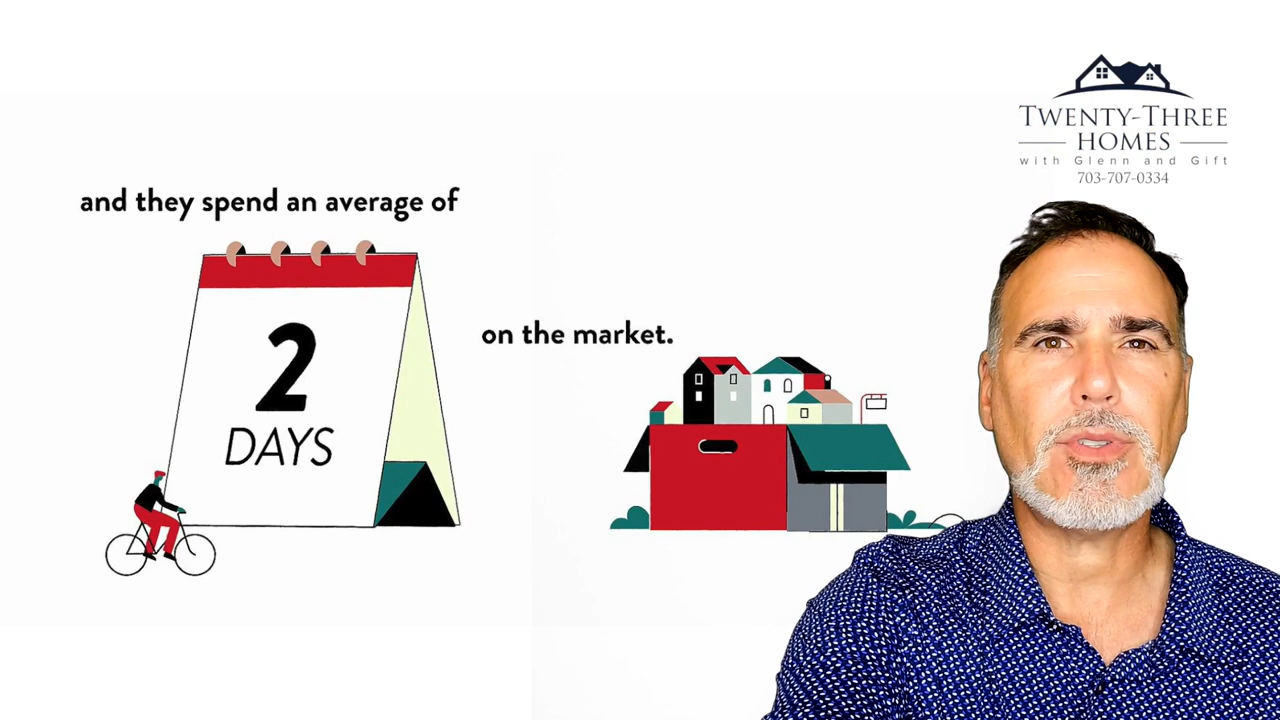 TWENTY-THREE
HOMES
with Glenn and Gift
703-707-0334
and they spend an average of
2
DAYS
on the market.